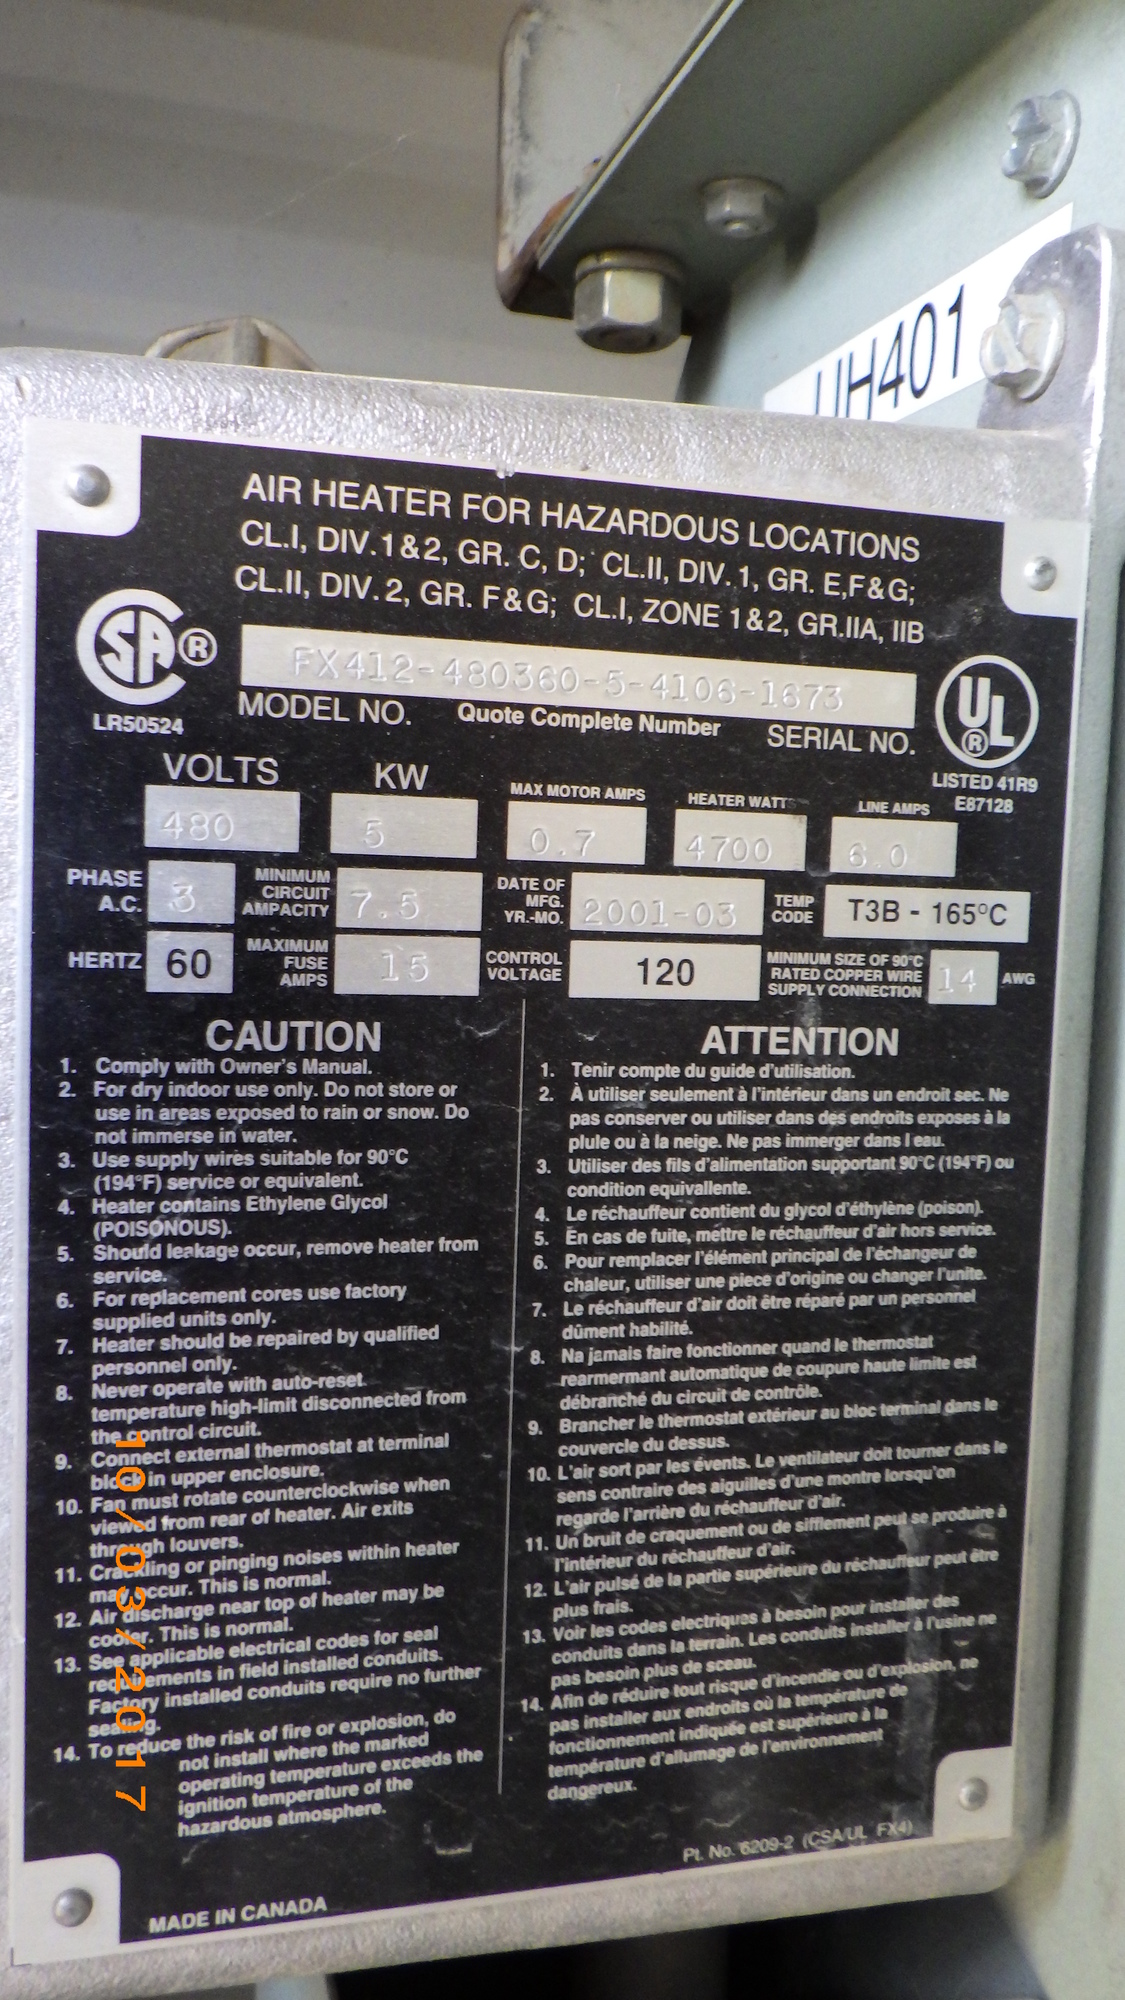 UH401
AIR HEATER FOR HAZARDOUS LOCATIONS
CL.I, DIV.1&2, GR. C, D; CL.II, DIV. 1, GR. E,F&G;
CL.II, DIV. 2, GR. F&G; CL.I, ZONE 1&2, GR.IIA, IIB
SA ®
LR50524
FX412-480360-5-4106-1673
MODEL NO. Quote Complete Number SERIAL NO.
UL ®
LISTED 41R9
E87128
VOLTS KW MAX MOTOR AMPS HEATER WATTS LINE AMPS
480 5 0.7 4700 6.0
PHASE
A.C. 3
MINIMUM
CIRCUIT
AMPACITY 7.5
DATE OF
MFG.
YR.-MO. 2001-03
TEMP
CODE T3B - 165°C
HERTZ 60
MAXIMUM
FUSE
AMPS 15
CONTROL
VOLTAGE 120
MINIMUM SIZE OF 90°C
RATED COPPER WIRE
SUPPLY CONNECTION 14 AWG
CAUTION
1. Comply with Owner's Manual.
2. For dry indoor use only. Do not store or
use in areas exposed to rain or snow. Do
not immerse in water.
3. Use supply wires suitable for 90°C
(194°F) service or equivalent.
4. Heater contains Ethylene Glycol
(POISONOUS).
5. Should leakage occur, remove heater from
service.
6. For replacement cores use factory
supplied units only.
7. Heater should be repaired by qualified
personnel only.
8. Never operate with auto-reset
temperature high-limit disconnected from
the control circuit.
9. Connect external thermostat at terminal
block in upper enclosure.
10. Fan must rotate counterclockwise when
viewed from rear of heater. Air exits
through louvers.
11. Crackling or pinging noises within heater
may occur. This is normal.
12. Air discharge near top of heater may be
cooler. This is normal.
13. See applicable electrical codes for seal
requirements in field installed conduits.
Factory installed conduits require no further
sealing.
14. To reduce the risk of fire or explosion, do
not install where the marked
operating temperature exceeds the
ignition temperature of the
hazardous atmosphere.
ATTENTION
1. Tenir compte du guide d'utilisation.
2. À utiliser seulement à l'intérieur dans un endroit sec. Ne
pas conserver ou utiliser dans des endroits exposes à la
plule ou à la neige. Ne pas immerger dans l eau.
3. Utiliser des fils d'alimentation supportant 90°C (194°F) ou
condition equivallente.
4. Le réchauffeur contient du glycol d'éthylène (poison).
5. En cas de fuite, mettre le réchauffeur d'air hors service.
6. Pour remplacer l'élément principal de l'échangeur de
chaleur, utiliser une piece d'origine ou changer l'unite.
7. Le réchauffeur d'air doit être réparé par un personnel
dûment habilité.
8. Na jamais faire fonctionner quand le thermostat
rearmermant automatique de coupure haute limite est
débranché du circuit de contrôle.
9. Brancher le thermostat extérieur au bloc terminal dans le
couvercle du dessus.
10. L'air sort par les évents. Le ventilateur doit tourner dans le
sens contraire des aiguilles d'une montre lorsqu'on
regarde l'arrière du réchauffeur d'air.
11. Un bruit de craquement ou de sifflement peut se produire à
l'intérieur du réchauffeur d'air.
12. L'air pulsé de la partie supérieure du réchauffeur peut être
plus frais.
13. Voir les codes electriques à besoin pour installer des
conduits dans la terrain. Les conduits installer à l'usine ne
pas besoin plus de sceau.
14. Afin de réduire tout risque d'incendie ou d'explosion, ne
pas installer aux endroits où la température de
fonctionnement indiquée est supérieure à la
température d'allumage de l'environnement
dangereux.
Pt. No. 6209-2 (CSA/UL FX4)
MADE IN CANADA
10/03/2017